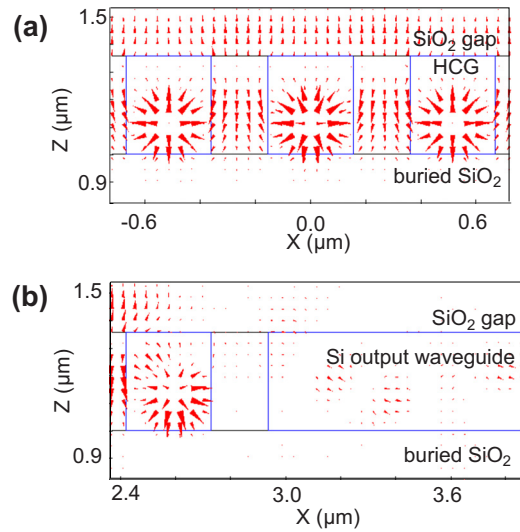 (a)
1.5
SiO₂ gap
HCG
Z (μm)
0.9
buried SiO₂
-0.6
0.0
0.6
X (μm)
(b)
1.5
SiO₂ gap
Si output waveguide
Z (μm)
0.9
buried SiO₂
2.4
3.0
3.6
X (μm)